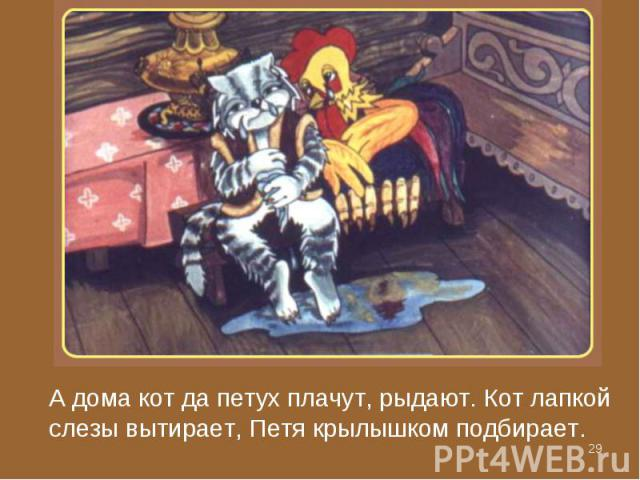 А дома кот да петух плачут, рыдают. Кот лапкой
слезы вытирает, Петя крылышком подбирает.
29
PPt4WEB.ru